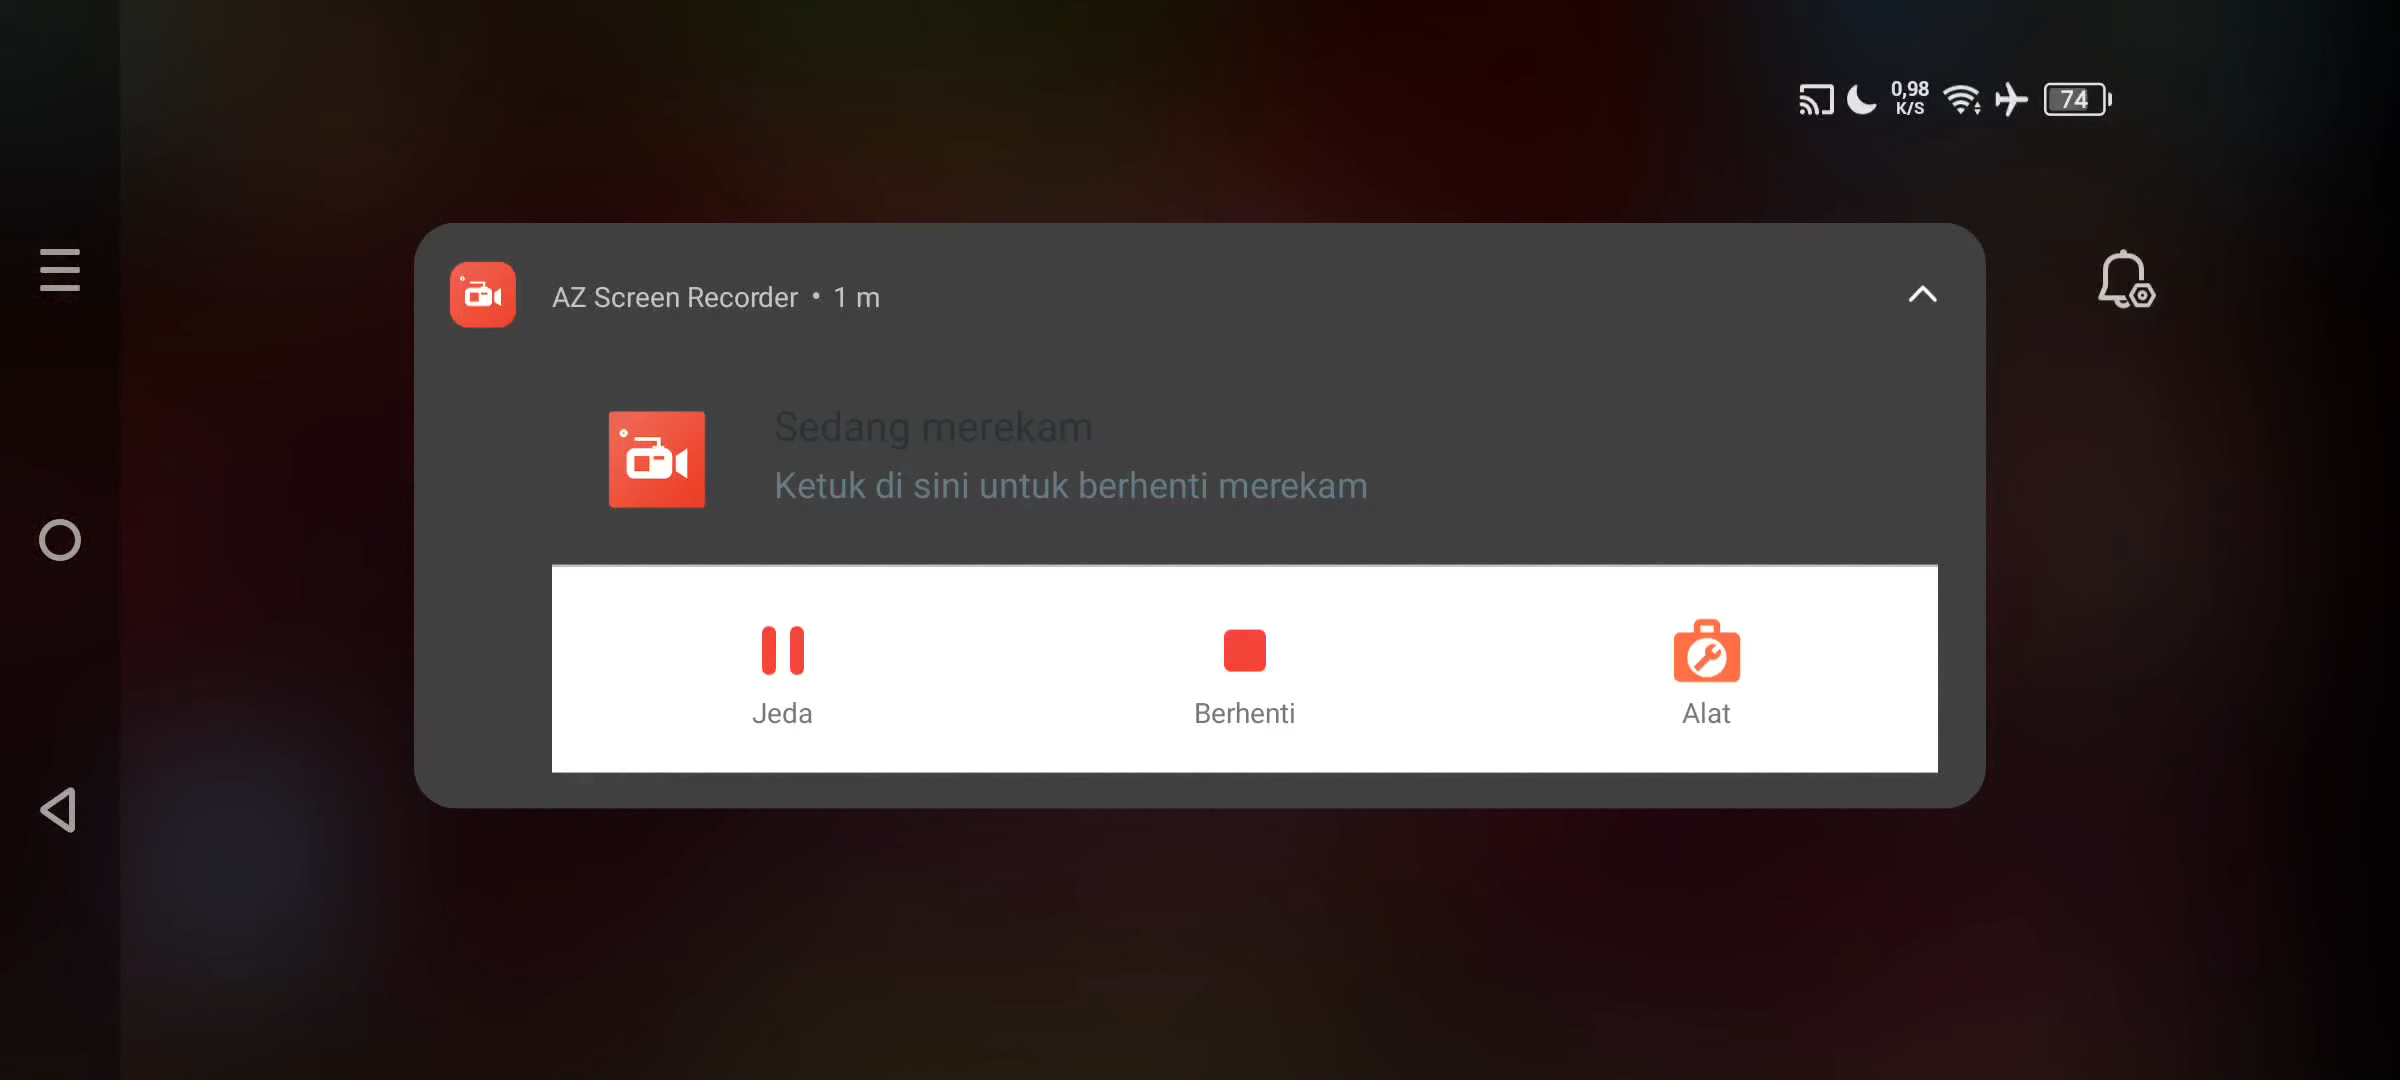 0,98
K/S
74
AZ Screen Recorder • 1 m
Sedang merekam
Ketuk di sini untuk berhenti merekam
Jeda
Berhenti
Alat